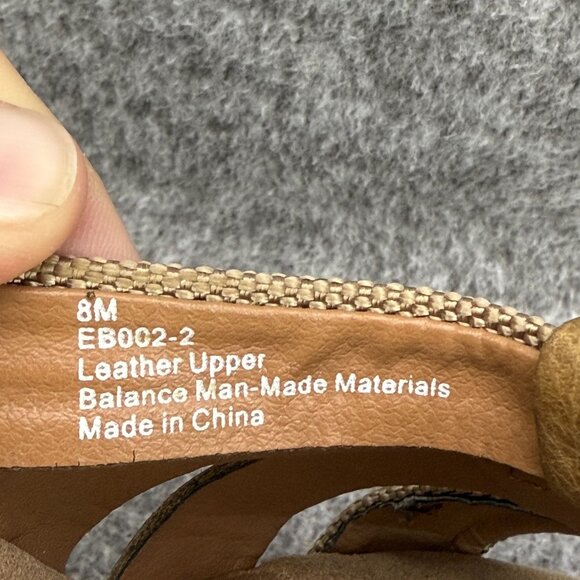 8M
EB002-2
Leather Upper
Balance Man-Made Materials
Made in China